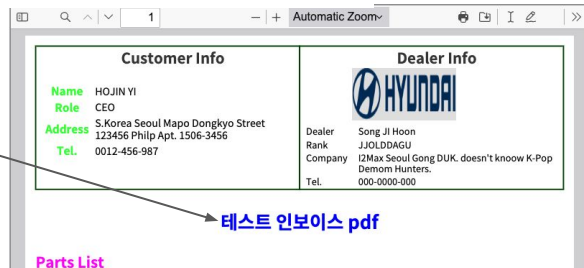 1
Automatic Zoom
Customer Info
Name HOJIN YI
Role CEO
Address S.Korea Seoul Mapo Dongkyo Street
123456 Philp Apt. 1506-3456
Tel. 0012-456-987
Dealer Info
HYUNDAI
Dealer Song JI Hoon
Rank JJOLDDAGU
Company I2Max Seoul Gong DUK. doesn't knoow K-Pop
Demom Hunters.
Tel. 000-0000-000
테스트 인보이스 pdf
Parts List